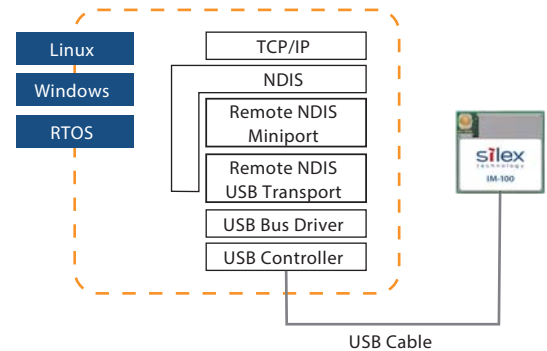 Linux
Windows
RTOS
TCP/IP
NDIS
Remote NDIS
Miniport
Remote NDIS
USB Transport
USB Bus Driver
USB Controller
silex
technology
IM-100
USB Cable